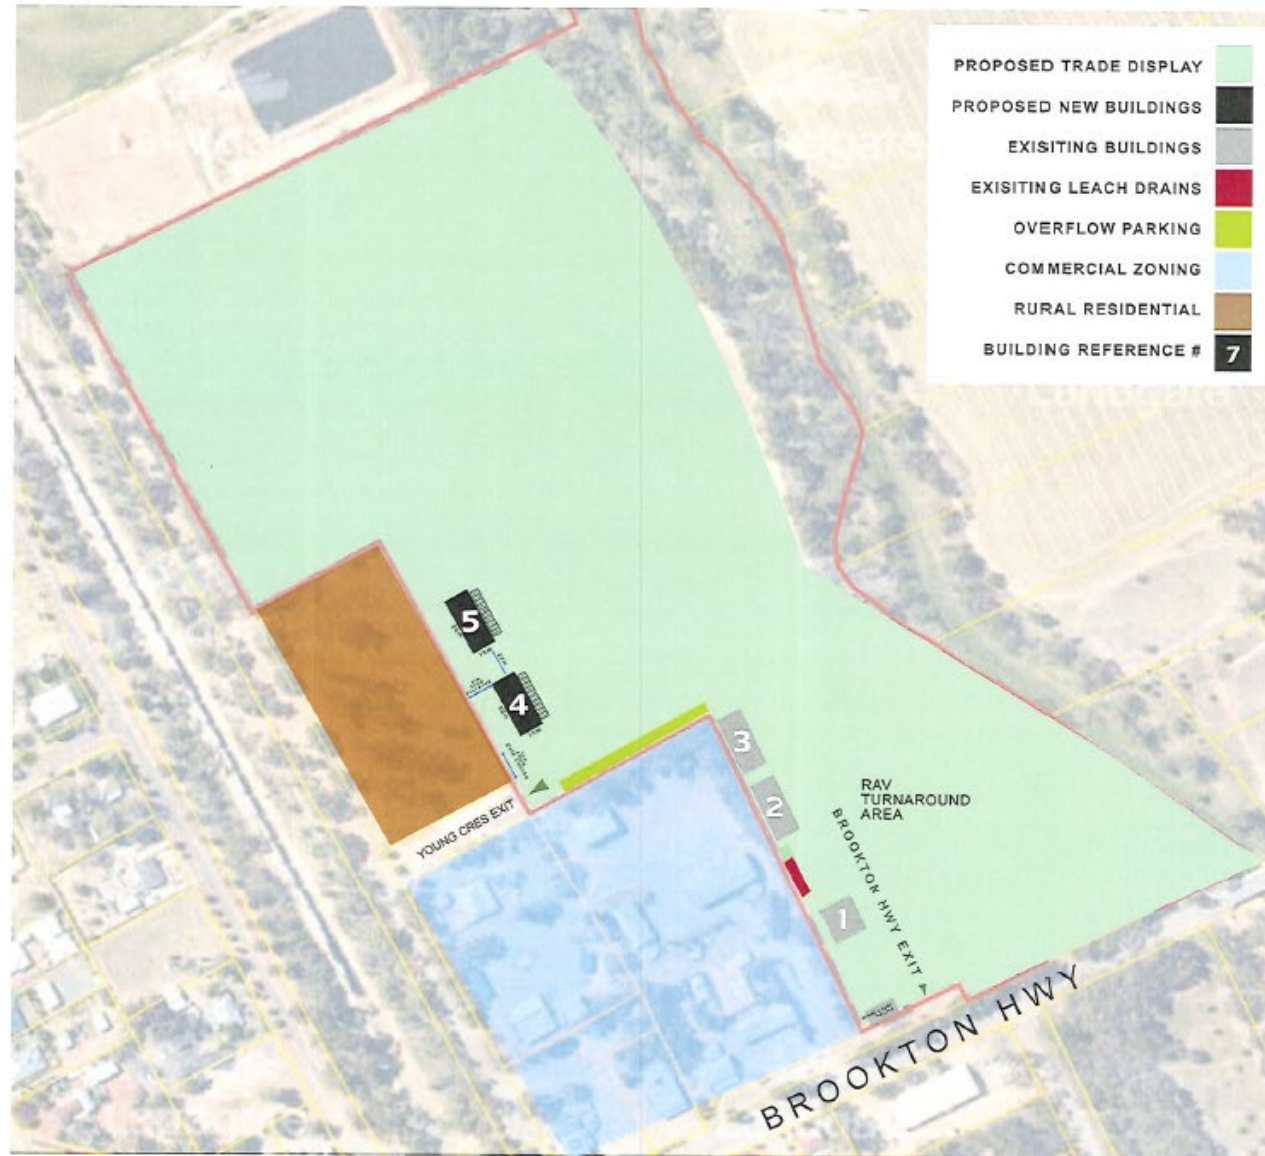 PROPOSED TRADE DISPLAY
PROPOSED NEW BUILDINGS
EXISITING BUILDINGS
EXISITING LEACH DRAINS
OVERFLOW PARKING
COMMERCIAL ZONING
RURAL RESIDENTIAL
BUILDING REFERENCE # 7
5
4
3
2
1
RAV
TURNAROUND
AREA
BROOKTON HWY EXIT
YOUNG CRES EXIT
BROOKTON HWY